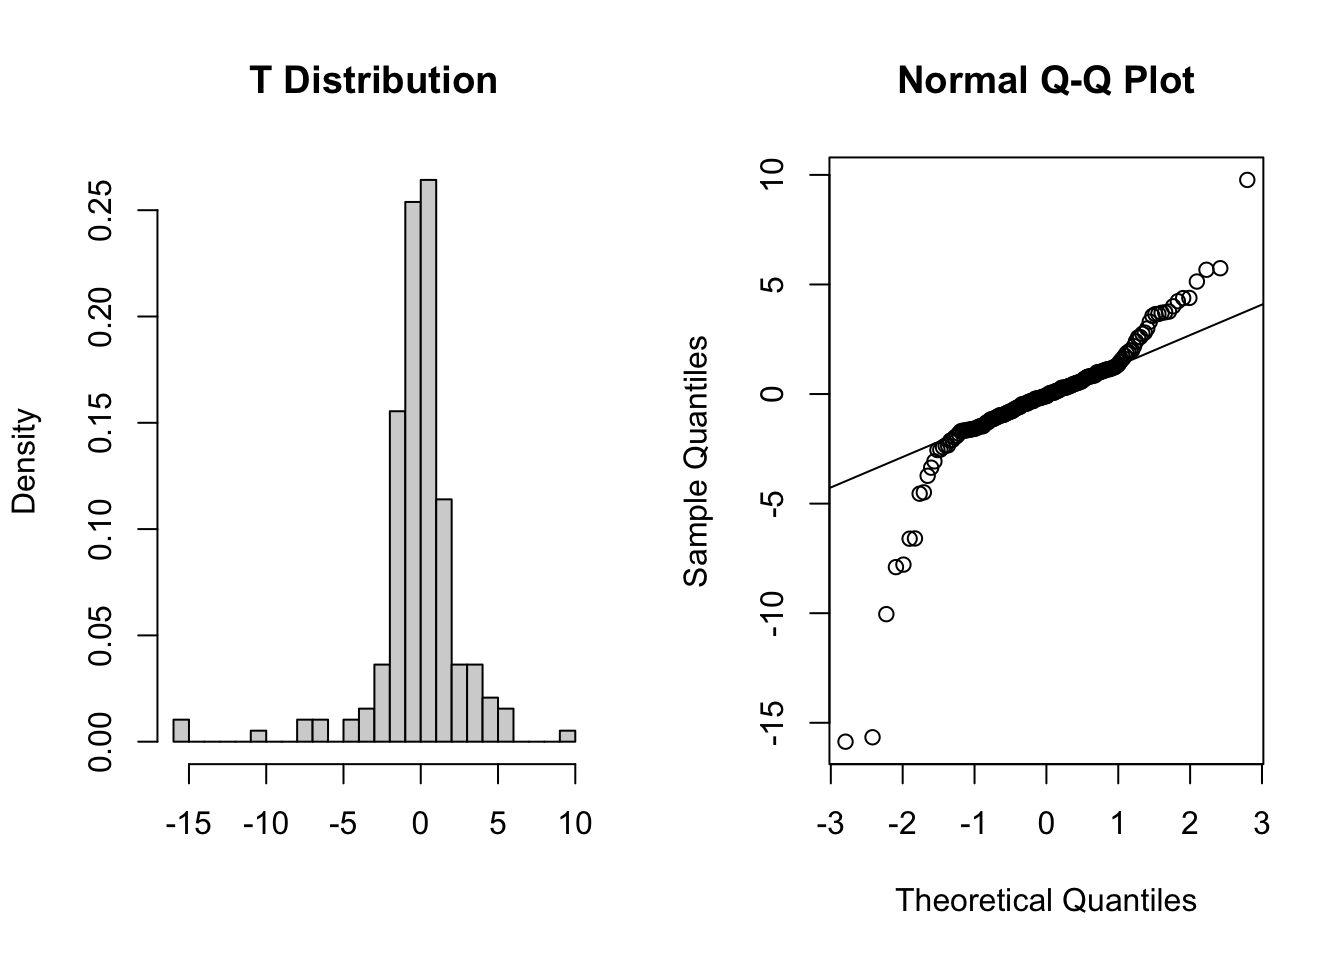 T Distribution
Density
0.00 0.05 0.10 0.15 0.20 0.25
-15 -10 -5 0 5 10
Normal Q-Q Plot
Sample Quantiles
-15 -10 -5 0 5 10
-3 -2 -1 0 1 2 3
Theoretical Quantiles